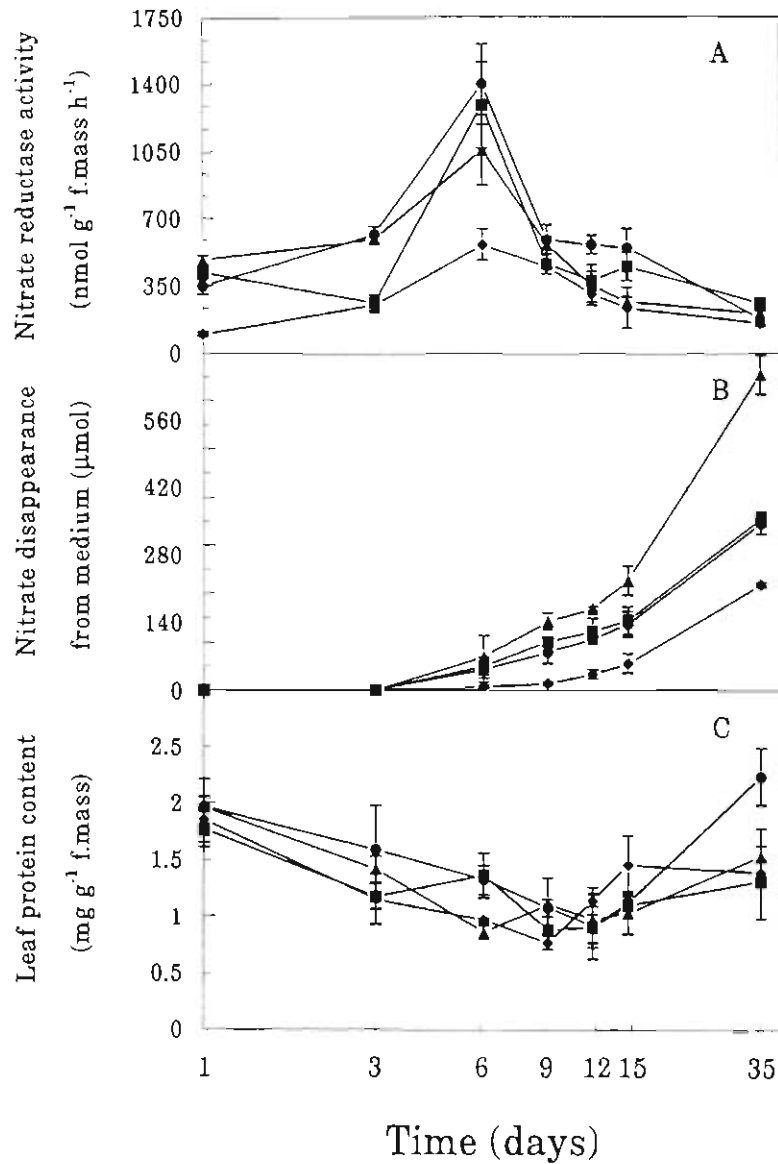 Nitrate reductase activity
(nmol g⁻¹ f.mass h⁻¹)
1750
1400
1050
700
350
0
A
Nitrate disappearance
from medium (μmol)
560
420
280
140
0
B
Leaf protein content
(mg g⁻¹ f.mass)
2.5
2
1.5
1
0.5
0
C
1 3 6 9 12 15 35
Time (days)